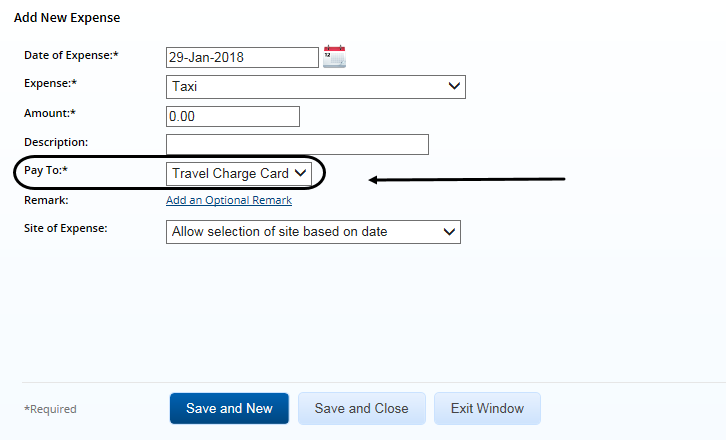 Add New Expense
Date of Expense:* 29-Jan-2018 12
Expense:* Taxi
Amount:* 0.00
Description:
Pay To:* Travel Charge Card
Remark: Add an Optional Remark
Site of Expense: Allow selection of site based on date
*Required Save and New Save and Close Exit Window